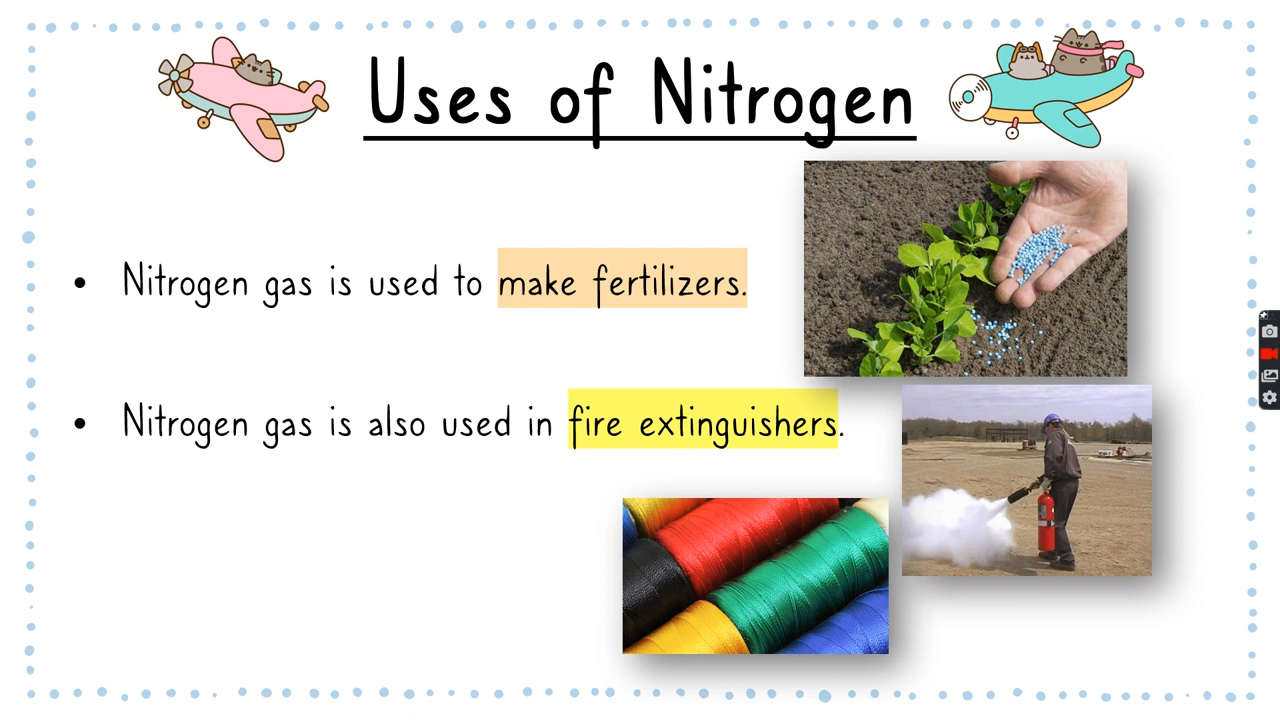 Uses of Nitrogen
• Nitrogen gas is used to make fertilizers.
• Nitrogen gas is also used in fire extinguishers.